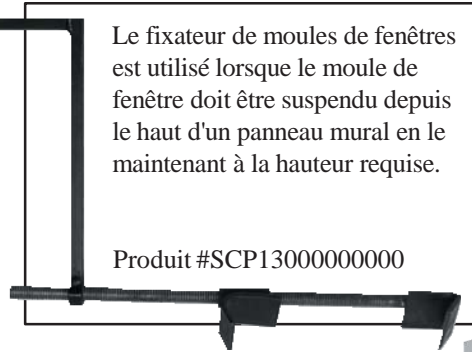 Le fixateur de moules de fenêtres
est utilisé lorsque le moule de
fenêtre doit être suspendu depuis
le haut d'un panneau mural en le
maintenant à la hauteur requise.
Produit #SCP13000000000